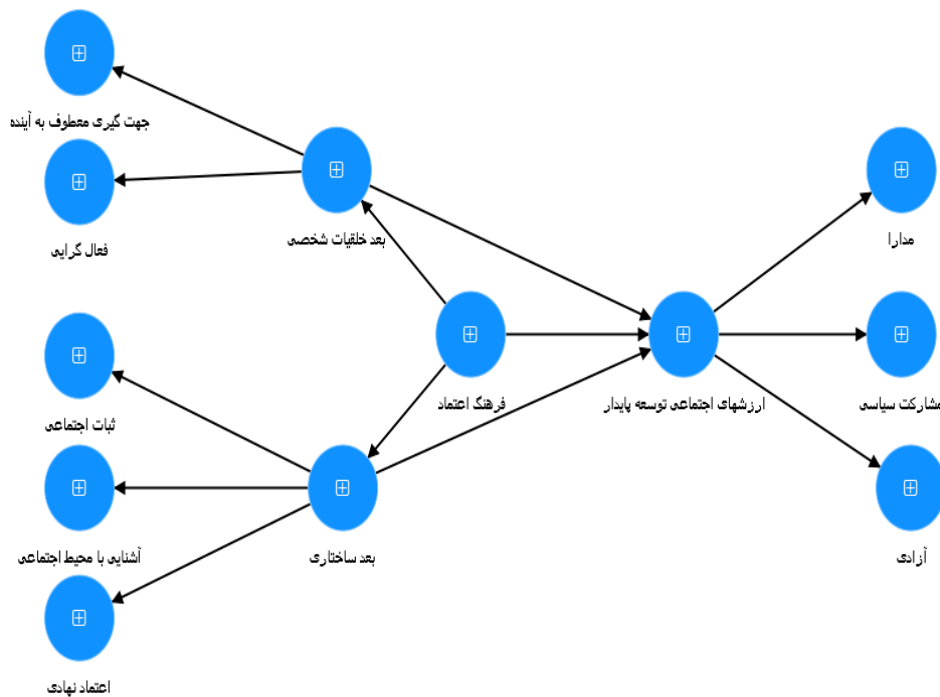 جهت گیری معطوف به آینده
فعال گرایی
بعد خلقیات شخصی
مدارا
ثبات اجتماعی
فرهنگ اعتماد
ارزشهای اجتماعی توسعه پایدار
مشارکت سیاسی
آشنایی با محیط اجتماعی
بعد ساختاری
آزادی
اعتماد نهادی